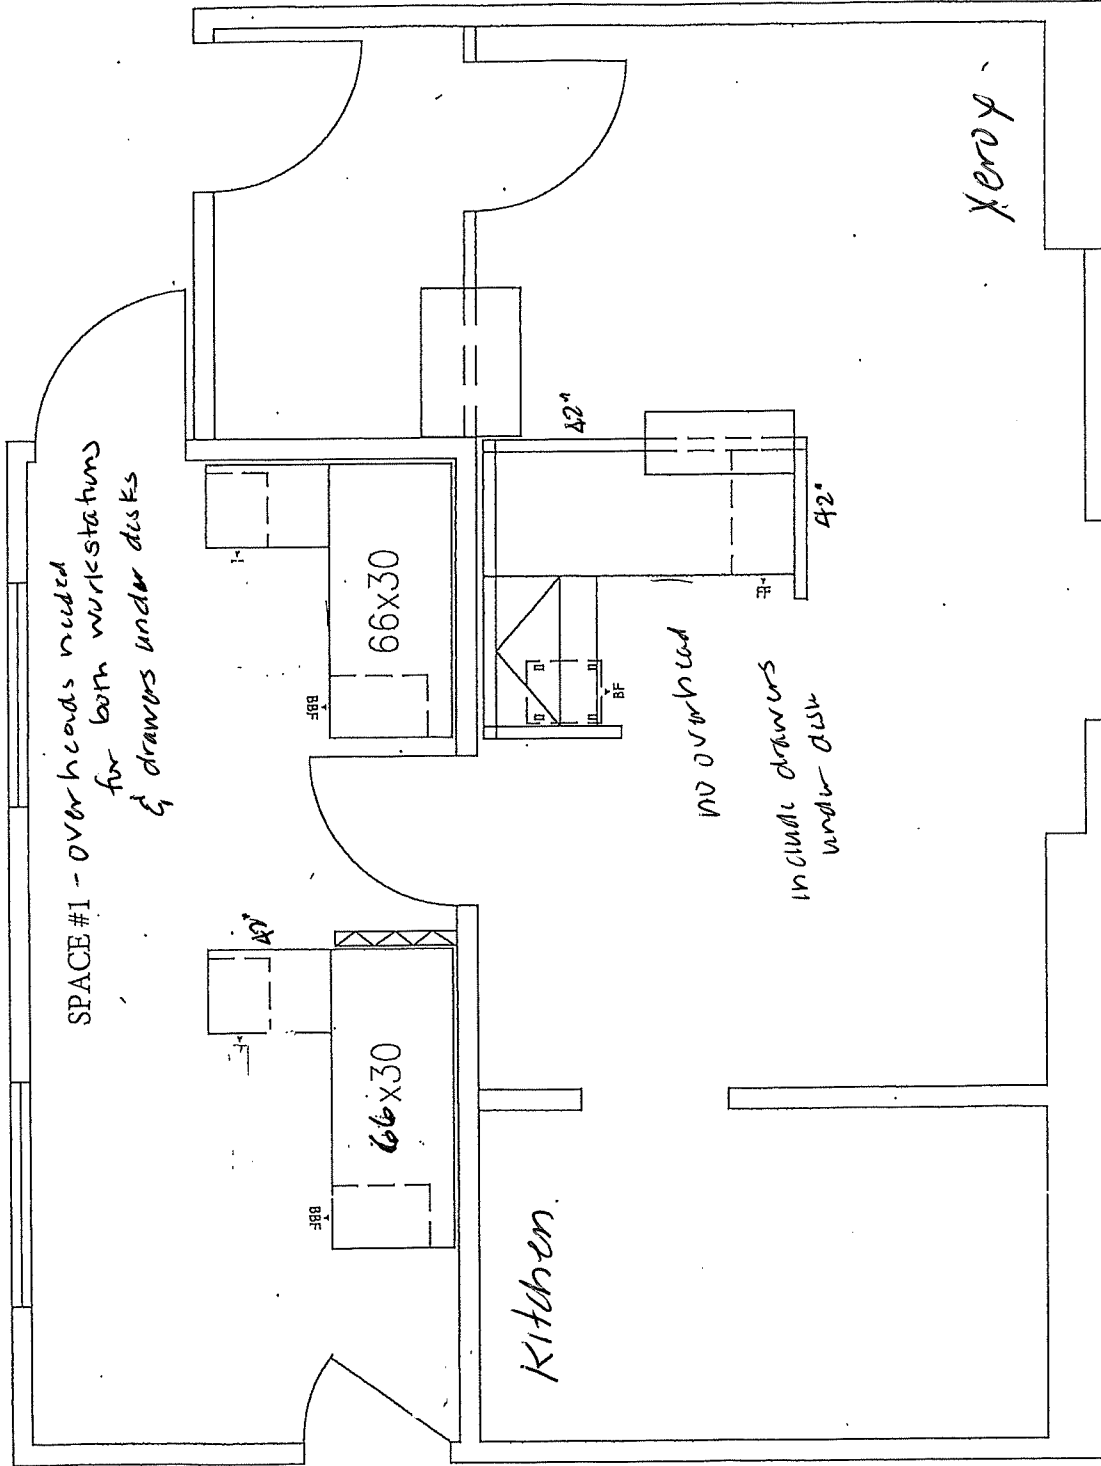 SPACE #1 - overheads needed
for both workstations
& drawers under desks
42"
66x30
BBF
F
66x30
BBF
F
Kitchen.
no overhead
include drawers
under desk
BF
FF
42"
42"
Xerox -